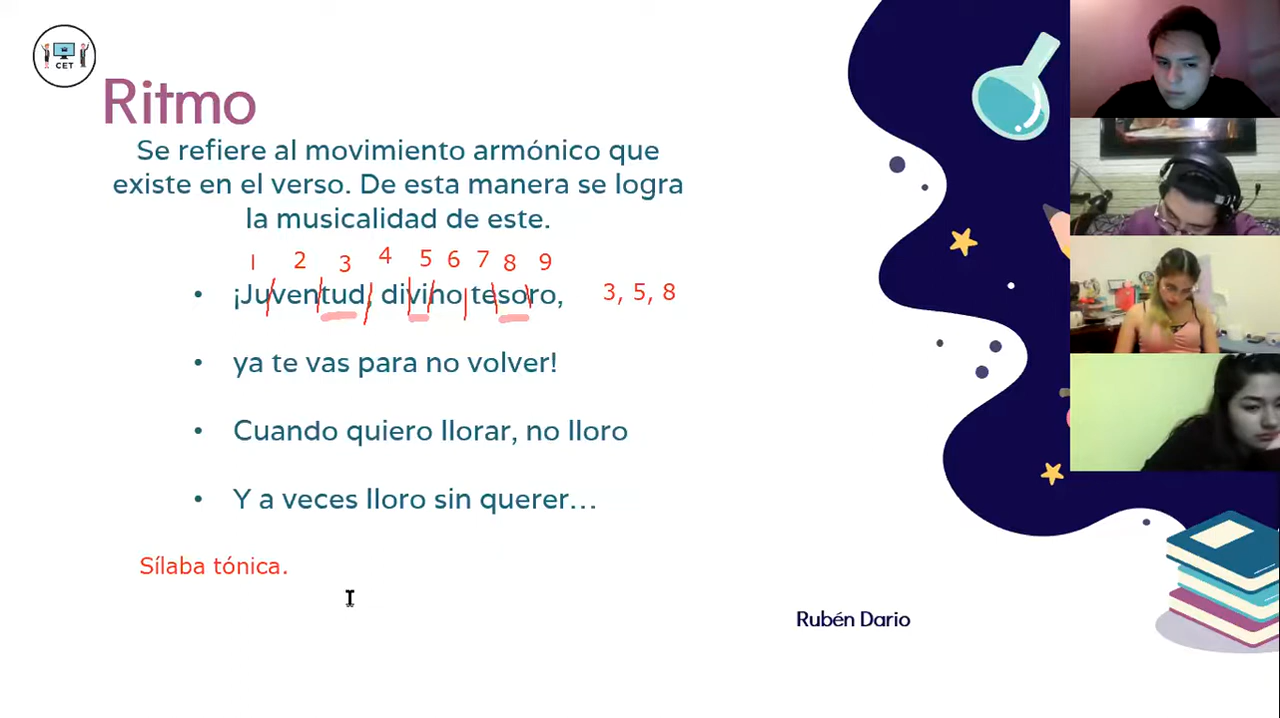 CET
Ritmo
Se refiere al movimiento armónico que
existe en el verso. De esta manera se logra
la musicalidad de este.
1 2 3 4 5 6 7 8 9
• ¡Juventud, divino tesoro, 3, 5, 8
• ya te vas para no volver!
• Cuando quiero llorar, no lloro
• Y a veces lloro sin querer...
Sílaba tónica.
Rubén Dario